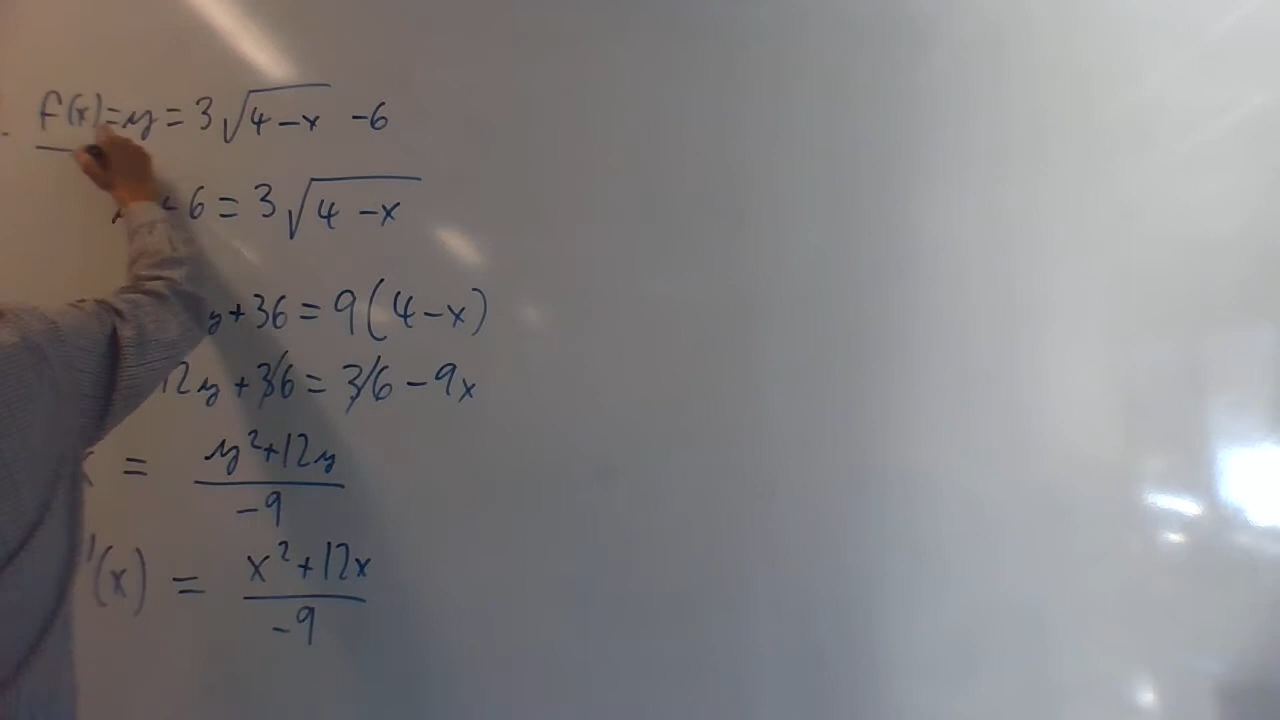 f(x)=y = 3√(4-x) -6
6 = 3√(4-x)
y+36 = 9(4-x)
12y+36 = 36-9x
x = (y²+12y)/(-9)
'(x) = (x²+12x)/(-9)